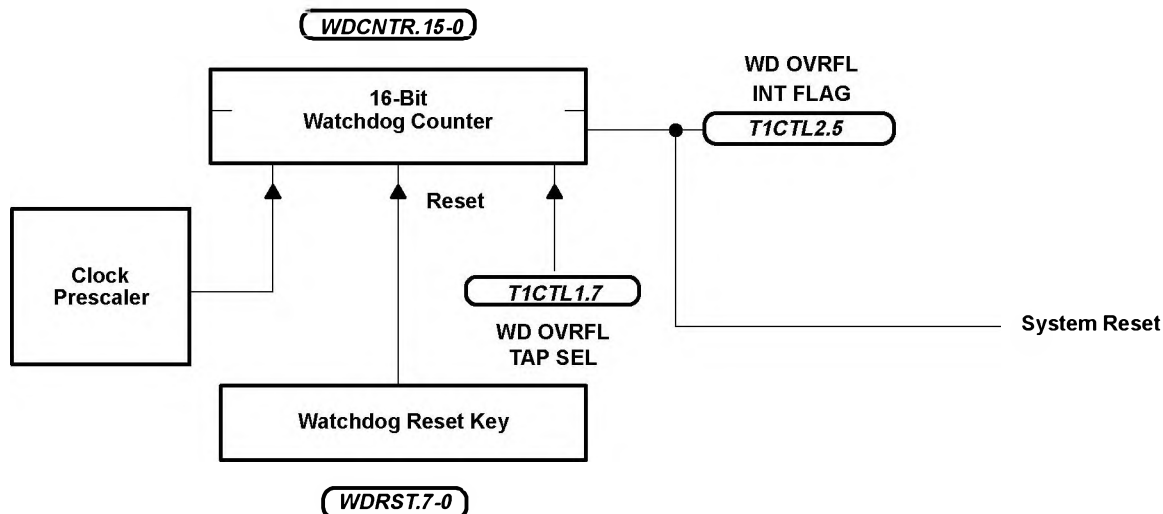 WDCNTR.15-0
16-Bit
Watchdog Counter
WD OVRFL
INT FLAG
T1CTL2.5
Reset
Clock
Prescaler
T1CTL1.7
WD OVRFL
TAP SEL
System Reset
Watchdog Reset Key
WDRST.7-0